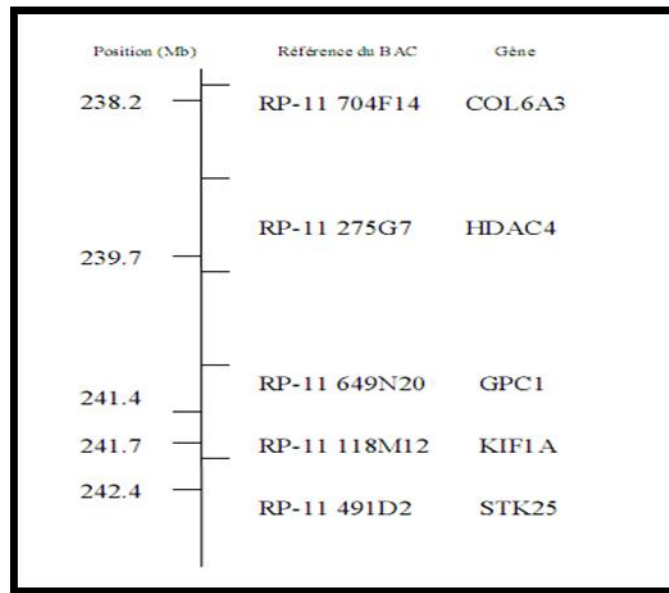 Position (Mb) Référence du BAC Gène
238.2 RP-11 704F14 COL6A3
RP-11 275G7 HDAC4
239.7
RP-11 649N20 GPC1
241.4
241.7 RP-11 118M12 KIF1A
242.4
RP-11 491D2 STK25